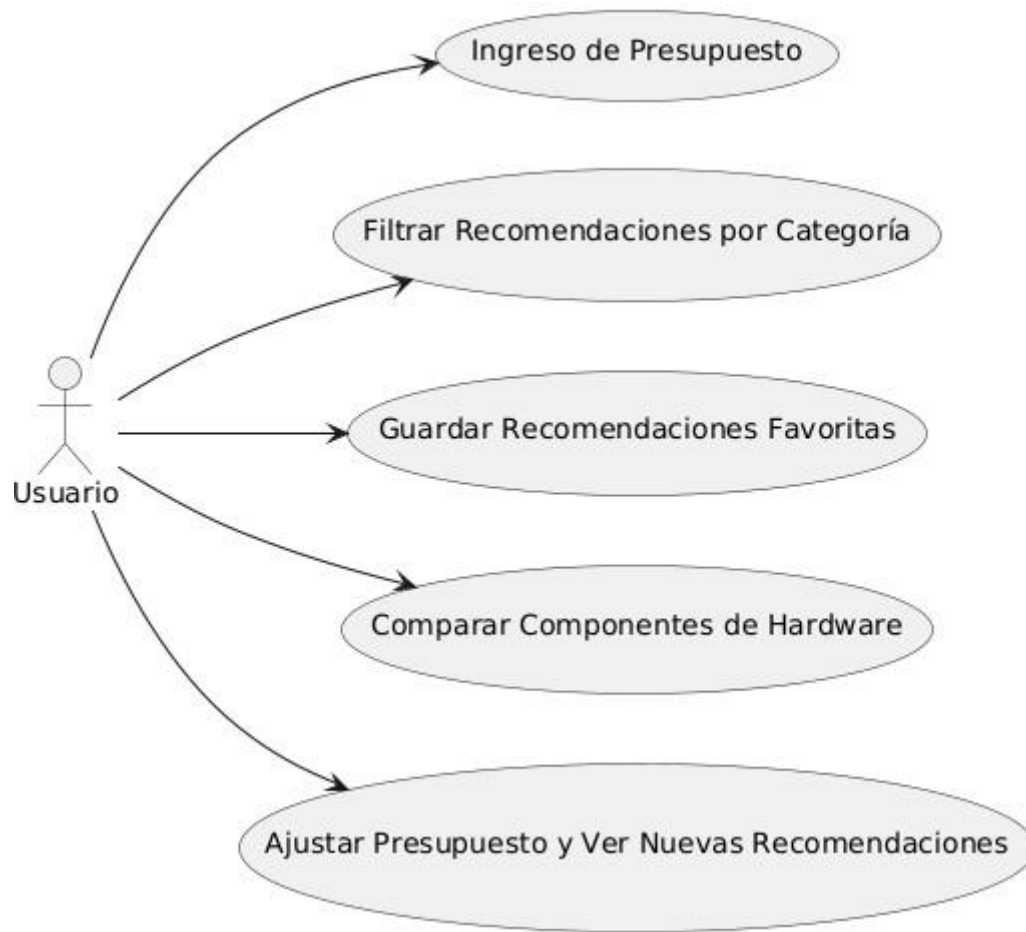 Ingreso de Presupuesto
Filtrar Recomendaciones por Categoría
Guardar Recomendaciones Favoritas
Usuario
Comparar Componentes de Hardware
Ajustar Presupuesto y Ver Nuevas Recomendaciones